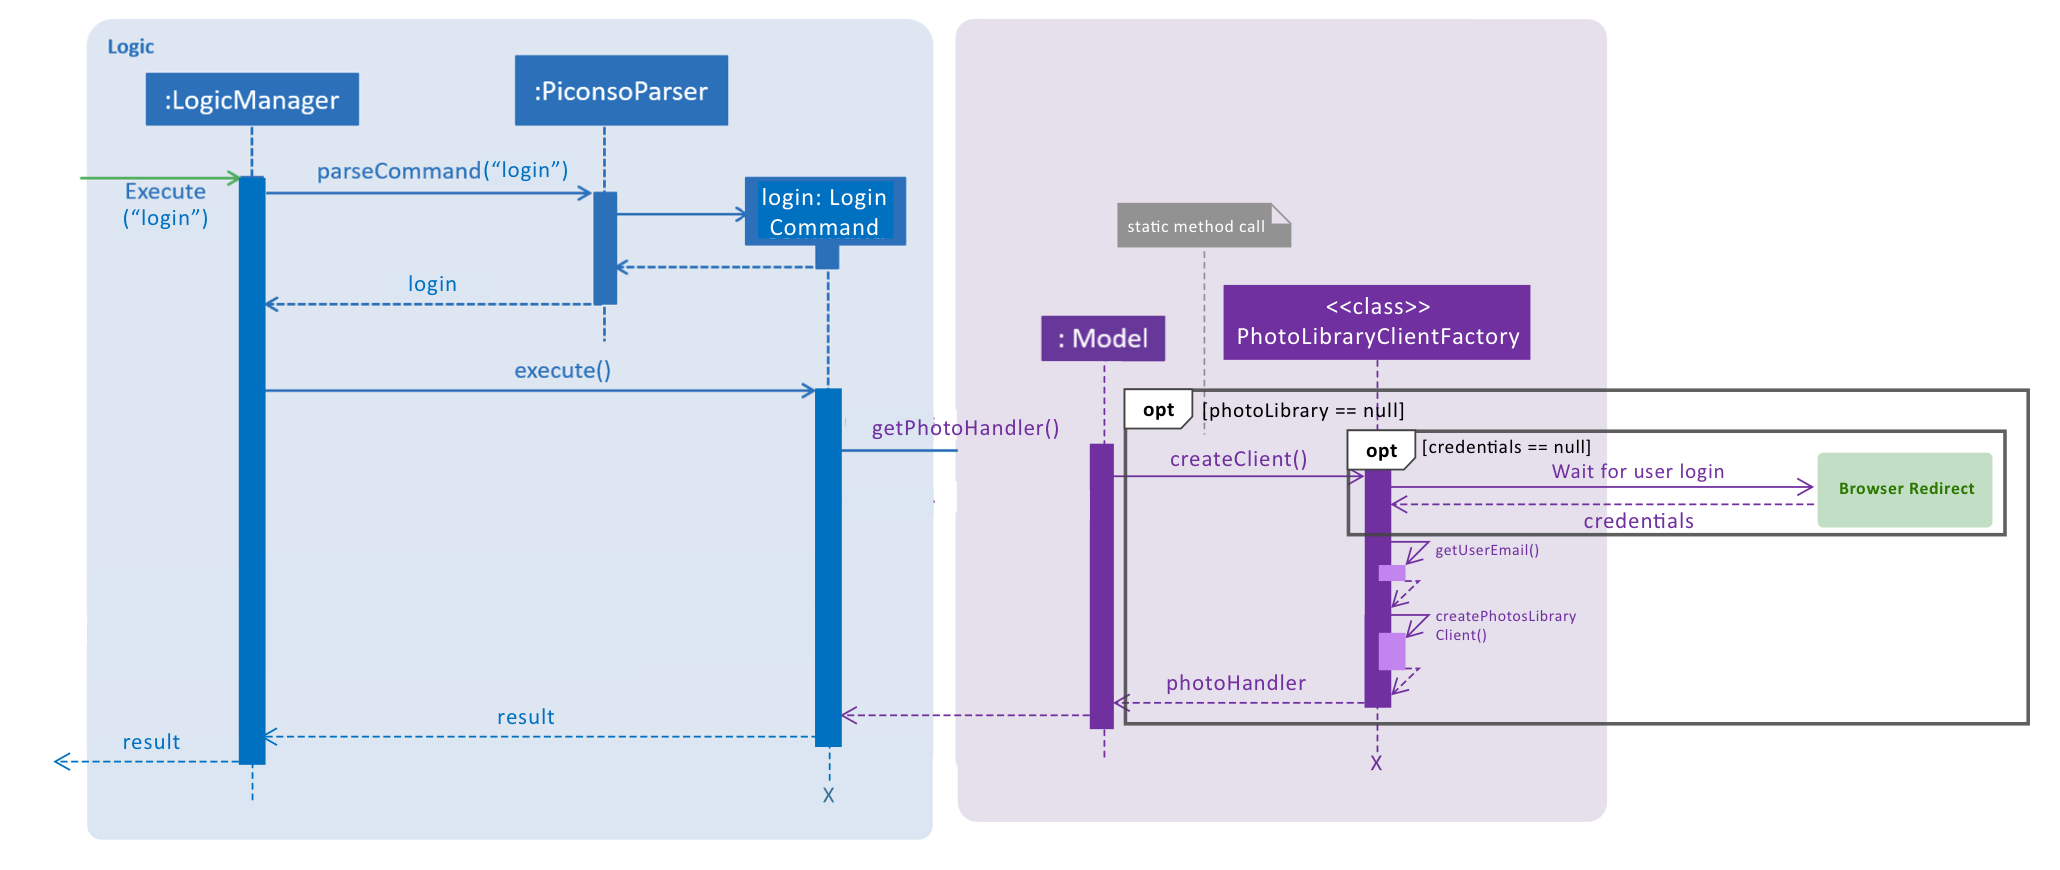 Logic
:LogicManager
:PiconsoParser
parseCommand(“login”)
Execute
(“login”)
login: Login
Command
static method call
login
<<class>>
PhotoLibraryClientFactory
: Model
execute()
opt
[photoLibrary == null]
getPhotoHandler()
opt
[credentials == null]
createClient()
Wait for user login
Browser Redirect
credentials
getUserEmail()
createPhotosLibrary
Client()
photoHandler
result
result
X
X